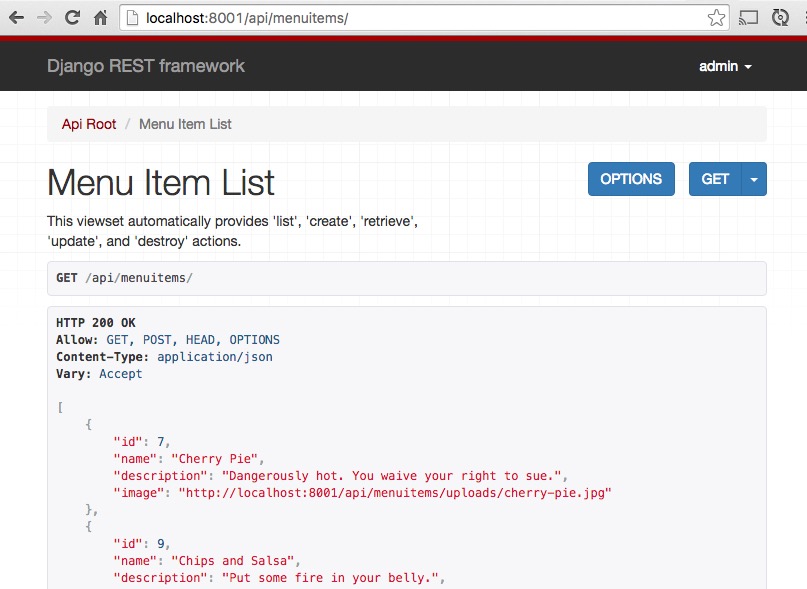 localhost:8001/api/menuitems/
Django REST framework
admin
Api Root / Menu Item List
Menu Item List
OPTIONS
GET
This viewset automatically provides 'list', 'create', 'retrieve',
'update', and 'destroy' actions.
GET /api/menuitems/
HTTP 200 OK
Allow: GET, POST, HEAD, OPTIONS
Content-Type: application/json
Vary: Accept
[
{
"id": 7,
"name": "Cherry Pie",
"description": "Dangerously hot. You waive your right to sue.",
"image": "http://localhost:8001/api/menuitems/uploads/cherry-pie.jpg"
},
{
"id": 9,
"name": "Chips and Salsa",
"description": "Put some fire in your belly.",